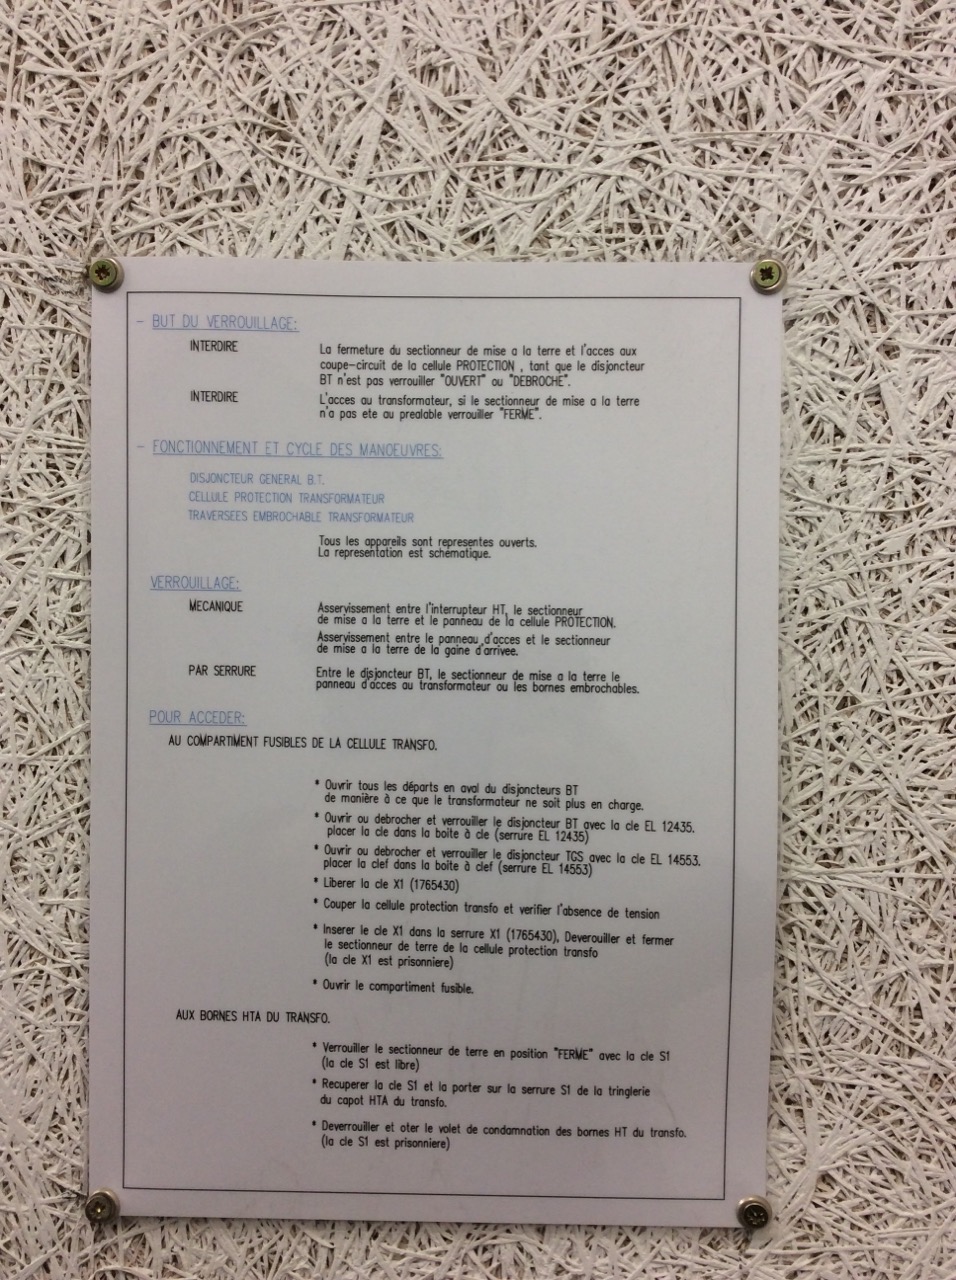 - BUT DU VERROUILLAGE:
INTERDIRE
La fermeture du sectionneur de mise a la terre et l'acces aux
coupe-circuit de la cellule PROTECTION , tant que le disjoncteur
BT n'est pas verrouiller "OUVERT" ou "DEBROCHE".
INTERDIRE
L'acces au transformateur, si le sectionneur de mise a la terre
n'a pas ete au prealable verrouiller "FERME".
- FONCTIONNEMENT ET CYCLE DES MANOEUVRES:
DISJONCTEUR GENERAL B.T.
CELLULE PROTECTION TRANSFORMATEUR
TRAVERSEES EMBROCHABLE TRANSFORMATEUR
Tous les appareils sont representes ouverts.
La representation est schematique.
VERROUILLAGE:
MECANIQUE
Asservissement entre l'interrupteur HT, le sectionneur
de mise a la terre et le panneau de la cellule PROTECTION.
Asservissement entre le panneau d'acces et le sectionneur
de mise a la terre de la gaine d'arrivee.
PAR SERRURE
Entre le disjoncteur BT, le sectionneur de mise a la terre le
panneau d'acces au transformateur ou les bornes embrochables.
POUR ACCEDER:
AU COMPARTIMENT FUSIBLES DE LA CELLULE TRANSFO.
* Ouvrir tous les départs en aval du disjoncteurs BT
de manière à ce que le transformateur ne soit plus en charge.
* Ouvrir ou debrocher et verrouiller le disjoncteur BT avec la cle EL 12435.
placer la cle dans la boite à cle (serrure EL 12435)
* Ouvrir ou debrocher et verrouiller le disjoncteur TGS avec la cle EL 14553.
placer la clef dans la boite à clef (serrure EL 14553)
* Liberer la cle X1 (1765430)
* Couper la cellule protection transfo et verifier l'absence de tension
* Inserer le cle X1 dans la serrure X1 (1765430), Deverouiller et fermer
le sectionneur de terre de la cellule protection transfo
(la cle X1 est prisonniere)
* Ouvrir le compartiment fusible.
AUX BORNES HTA DU TRANSFO.
* Verrouiller le sectionneur de terre en position "FERME" avec la cle S1
(la cle S1 est libre)
* Recuperer la cle S1 et la porter sur la serrure S1 de la tringlerie
du capot HTA du transfo.
* Deverrouiller et oter le volet de condamnation des bornes HT du transfo.
(la cle S1 est prisonniere)